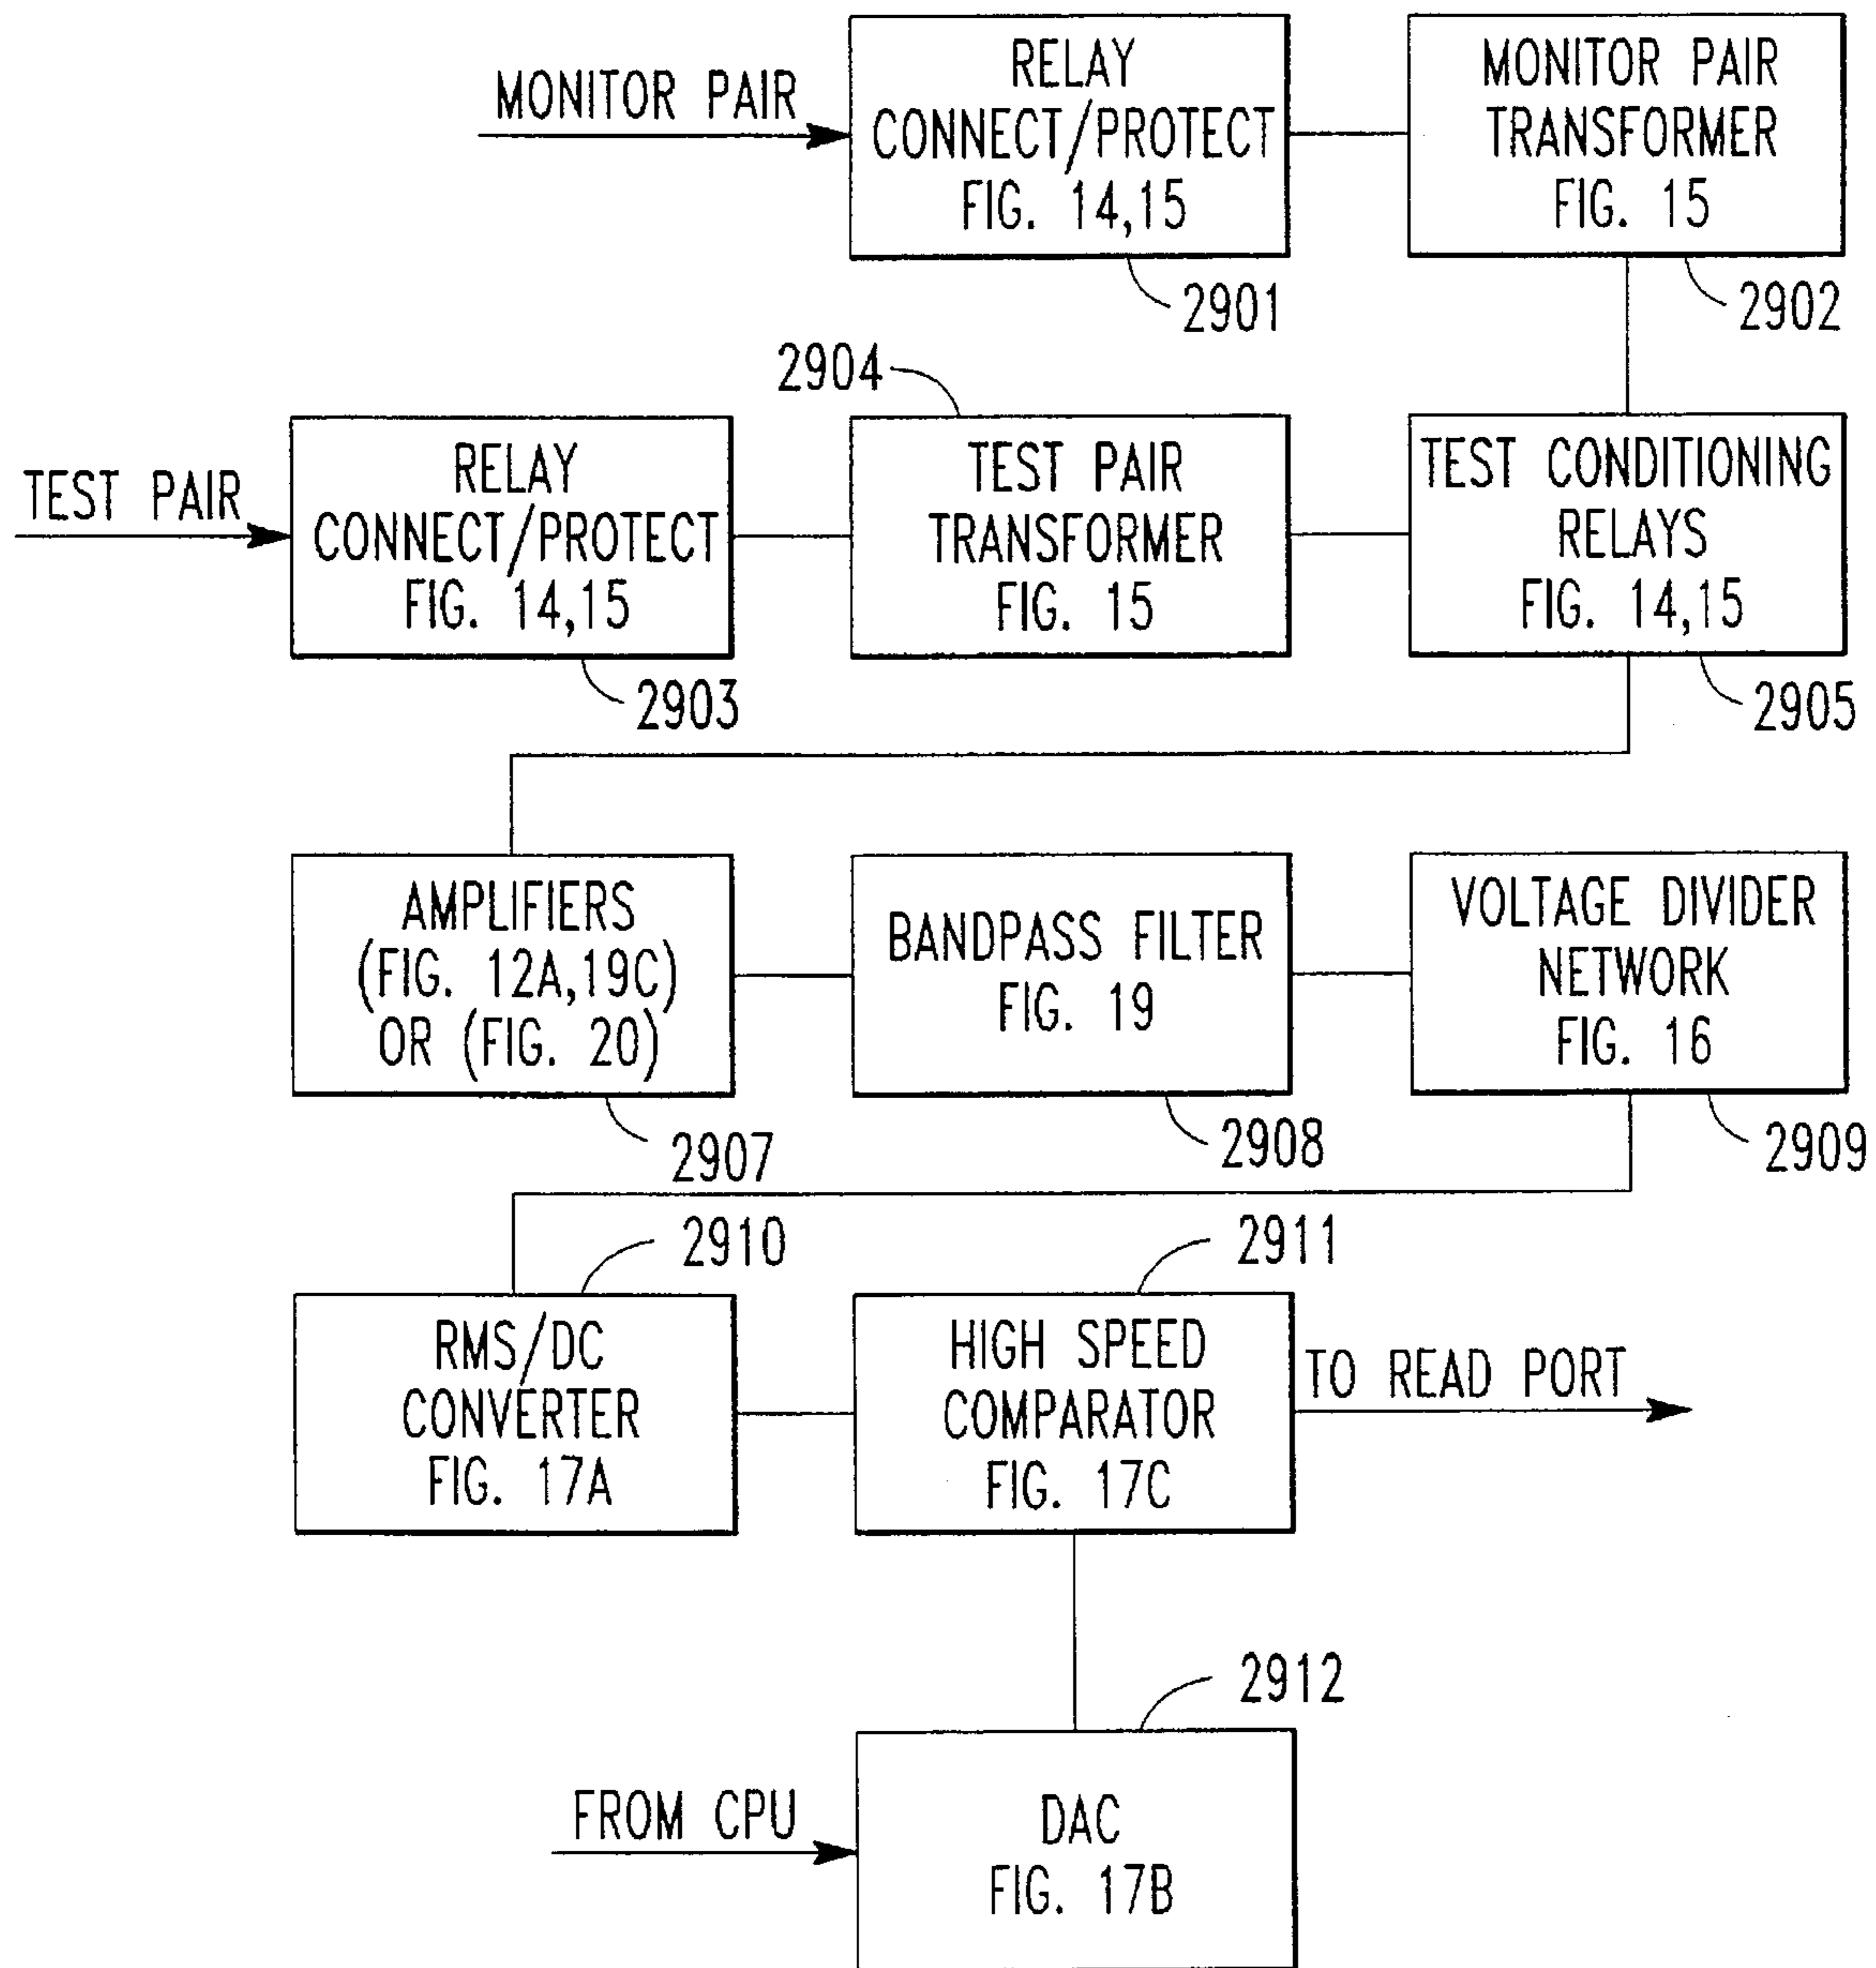 MONITOR PAIR
RELAY
CONNECT/PROTECT
FIG. 14,15
2901
MONITOR PAIR
TRANSFORMER
FIG. 15
2902
TEST PAIR
RELAY
CONNECT/PROTECT
FIG. 14,15
2903
2904
TEST PAIR
TRANSFORMER
FIG. 15
TEST CONDITIONING
RELAYS
FIG. 14,15
2905
AMPLIFIERS
(FIG. 12A,19C)
OR (FIG. 20)
2907
BANDPASS FILTER
FIG. 19
2908
VOLTAGE DIVIDER
NETWORK
FIG. 16
2909
2910
RMS/DC
CONVERTER
FIG. 17A
2911
HIGH SPEED
COMPARATOR
FIG. 17C
TO READ PORT
2912
FROM CPU
DAC
FIG. 17B